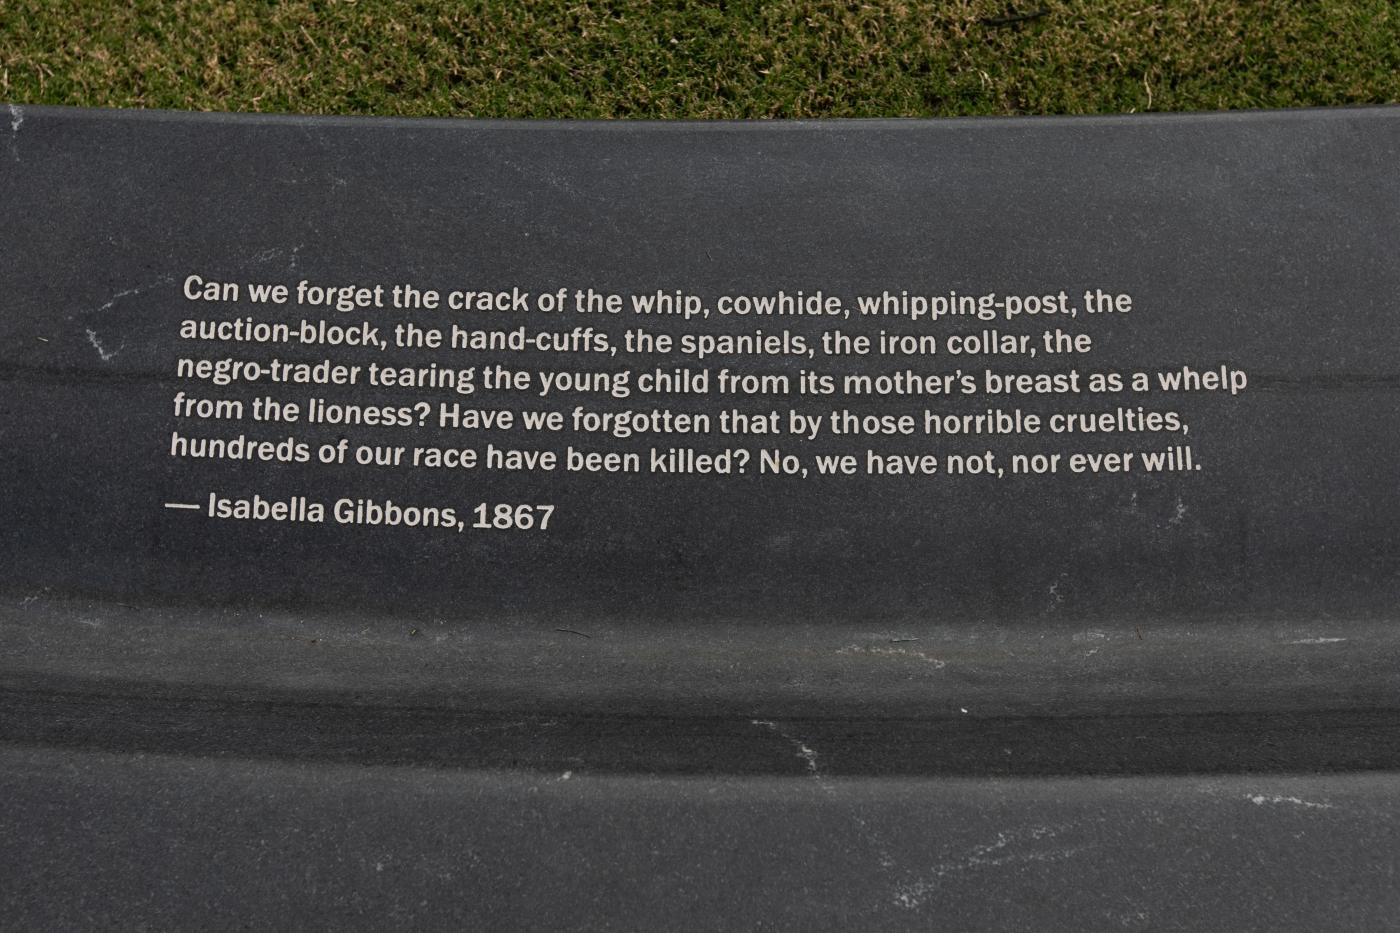 Can we forget the crack of the whip, cowhide, whipping-post, the
auction-block, the hand-cuffs, the spaniels, the iron collar, the
negro-trader tearing the young child from its mother’s breast as a whelp
from the lioness? Have we forgotten that by those horrible cruelties,
hundreds of our race have been killed? No, we have not, nor ever will.
— Isabella Gibbons, 1867